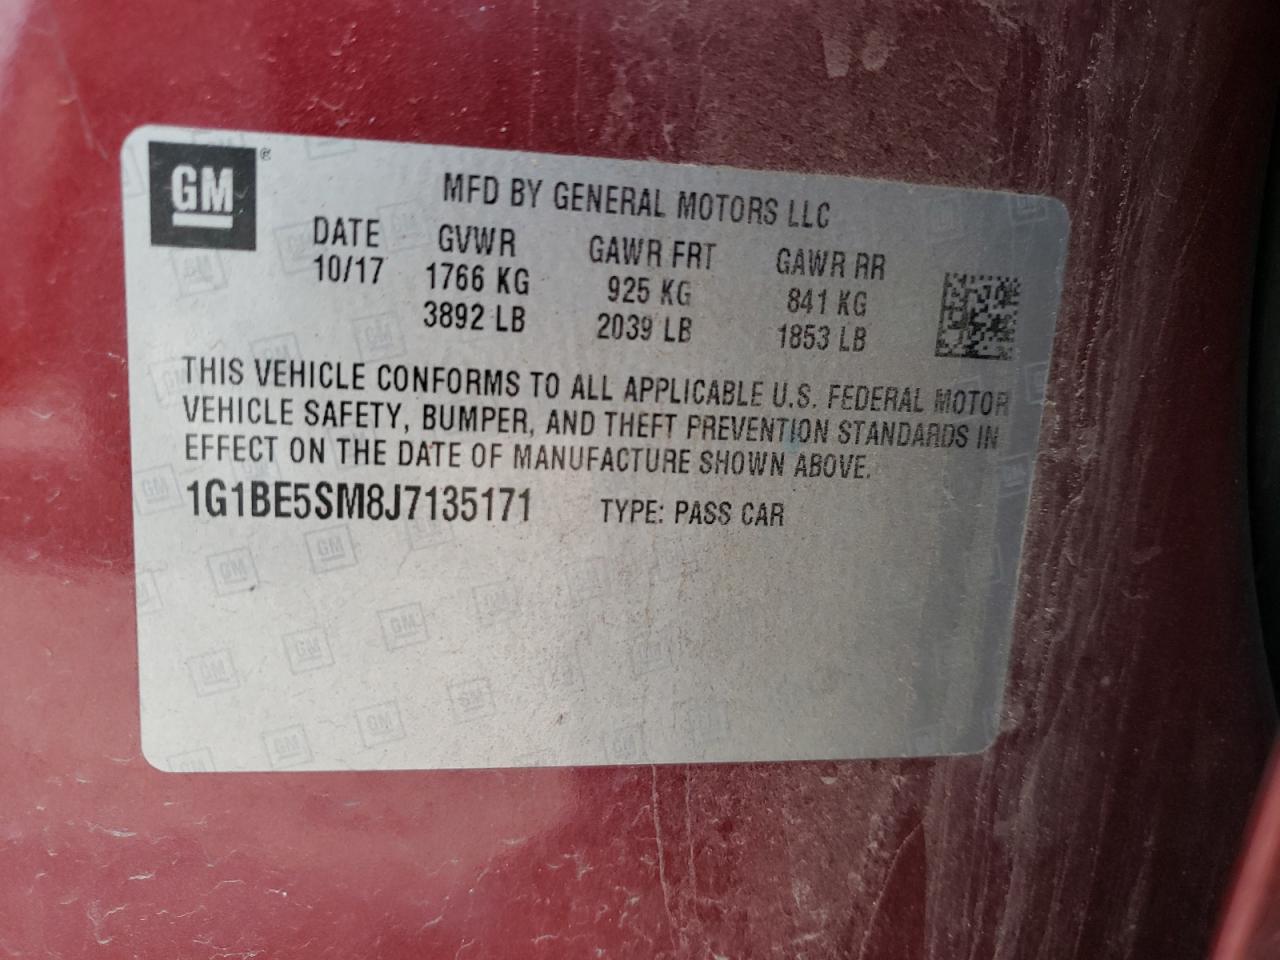 GM®
MFD BY GENERAL MOTORS LLC
DATE GVWR GAWR FRT GAWR RR
10/17 1766 KG 925 KG 841 KG
3892 LB 2039 LB 1853 LB
THIS VEHICLE CONFORMS TO ALL APPLICABLE U.S. FEDERAL MOTOR
VEHICLE SAFETY, BUMPER, AND THEFT PREVENTION STANDARDS IN
EFFECT ON THE DATE OF MANUFACTURE SHOWN ABOVE.
1G1BE5SM8J7135171 TYPE: PASS CAR